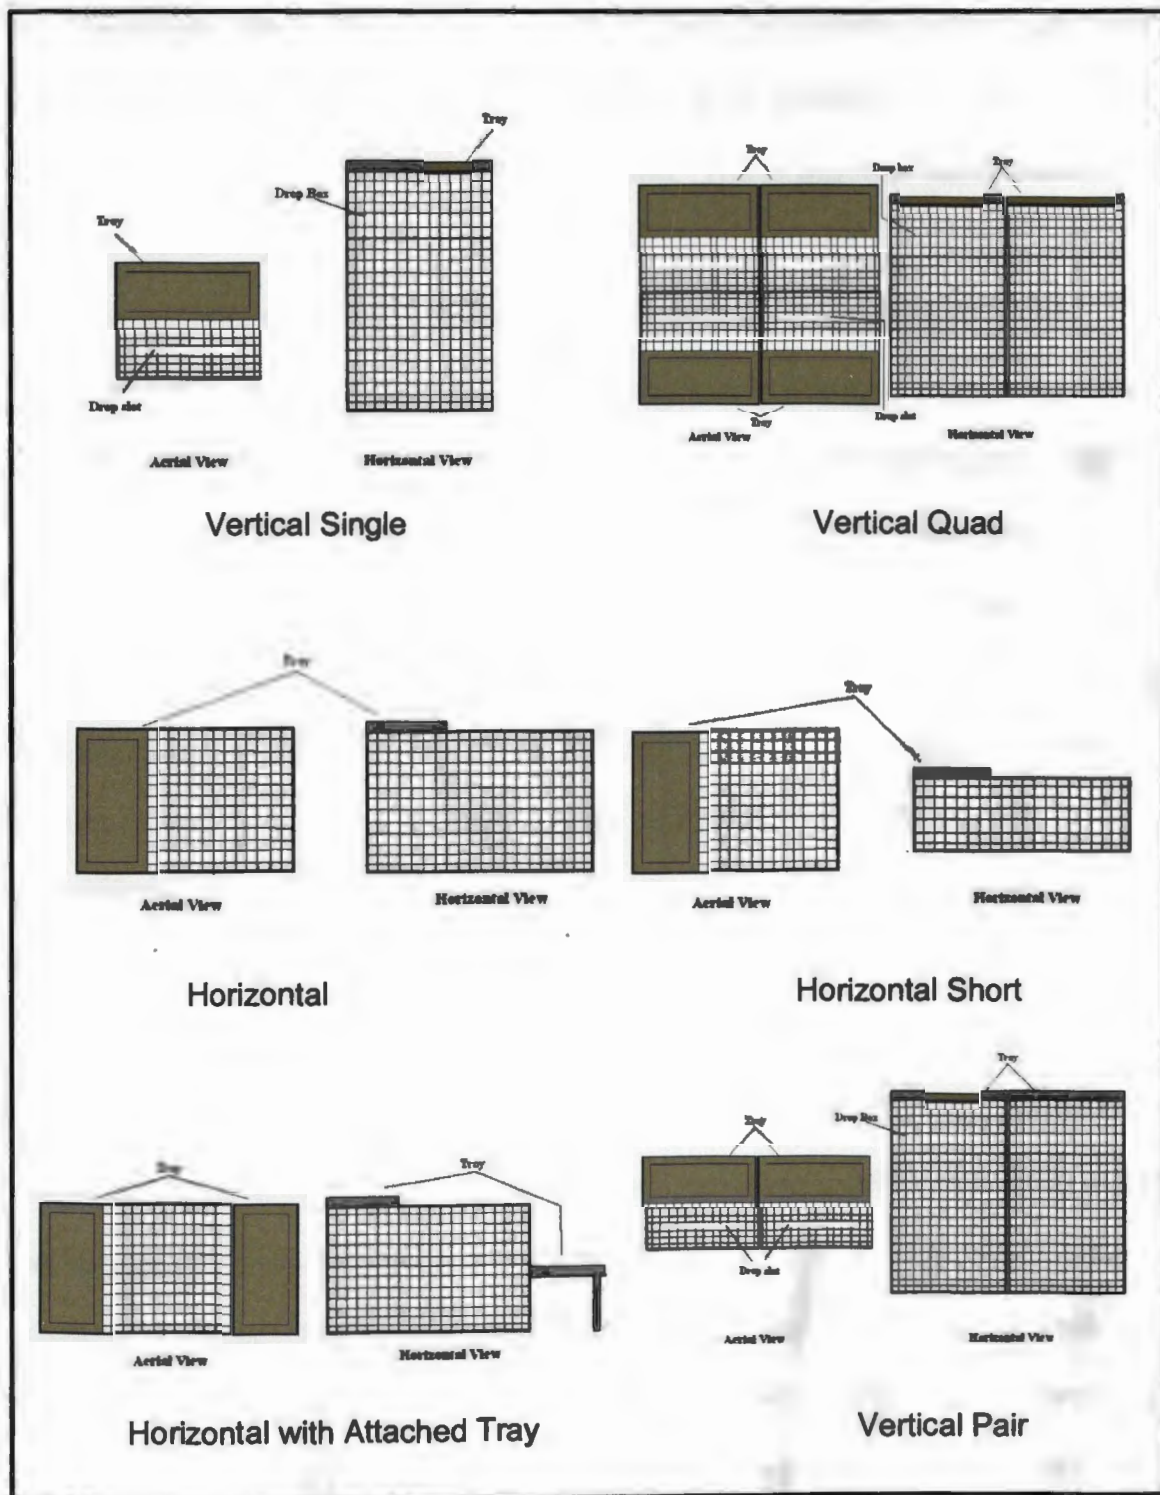 Tray
Drop Box
Tray
Drop slot
Aerial View
Horizontal View
Vertical Single
Tray
Drop box
Tray
Tray
Drop slot
Aerial View
Horizontal View
Vertical Quad
Tray
Aerial View
Horizontal View
Horizontal
Tray
Aerial View
Horizontal View
Horizontal Short
Tray
Tray
Aerial View
Horizontal View
Horizontal with Attached Tray
Tray
Drop Box
Tray
Drop slot
Aerial View
Horizontal View
Vertical Pair